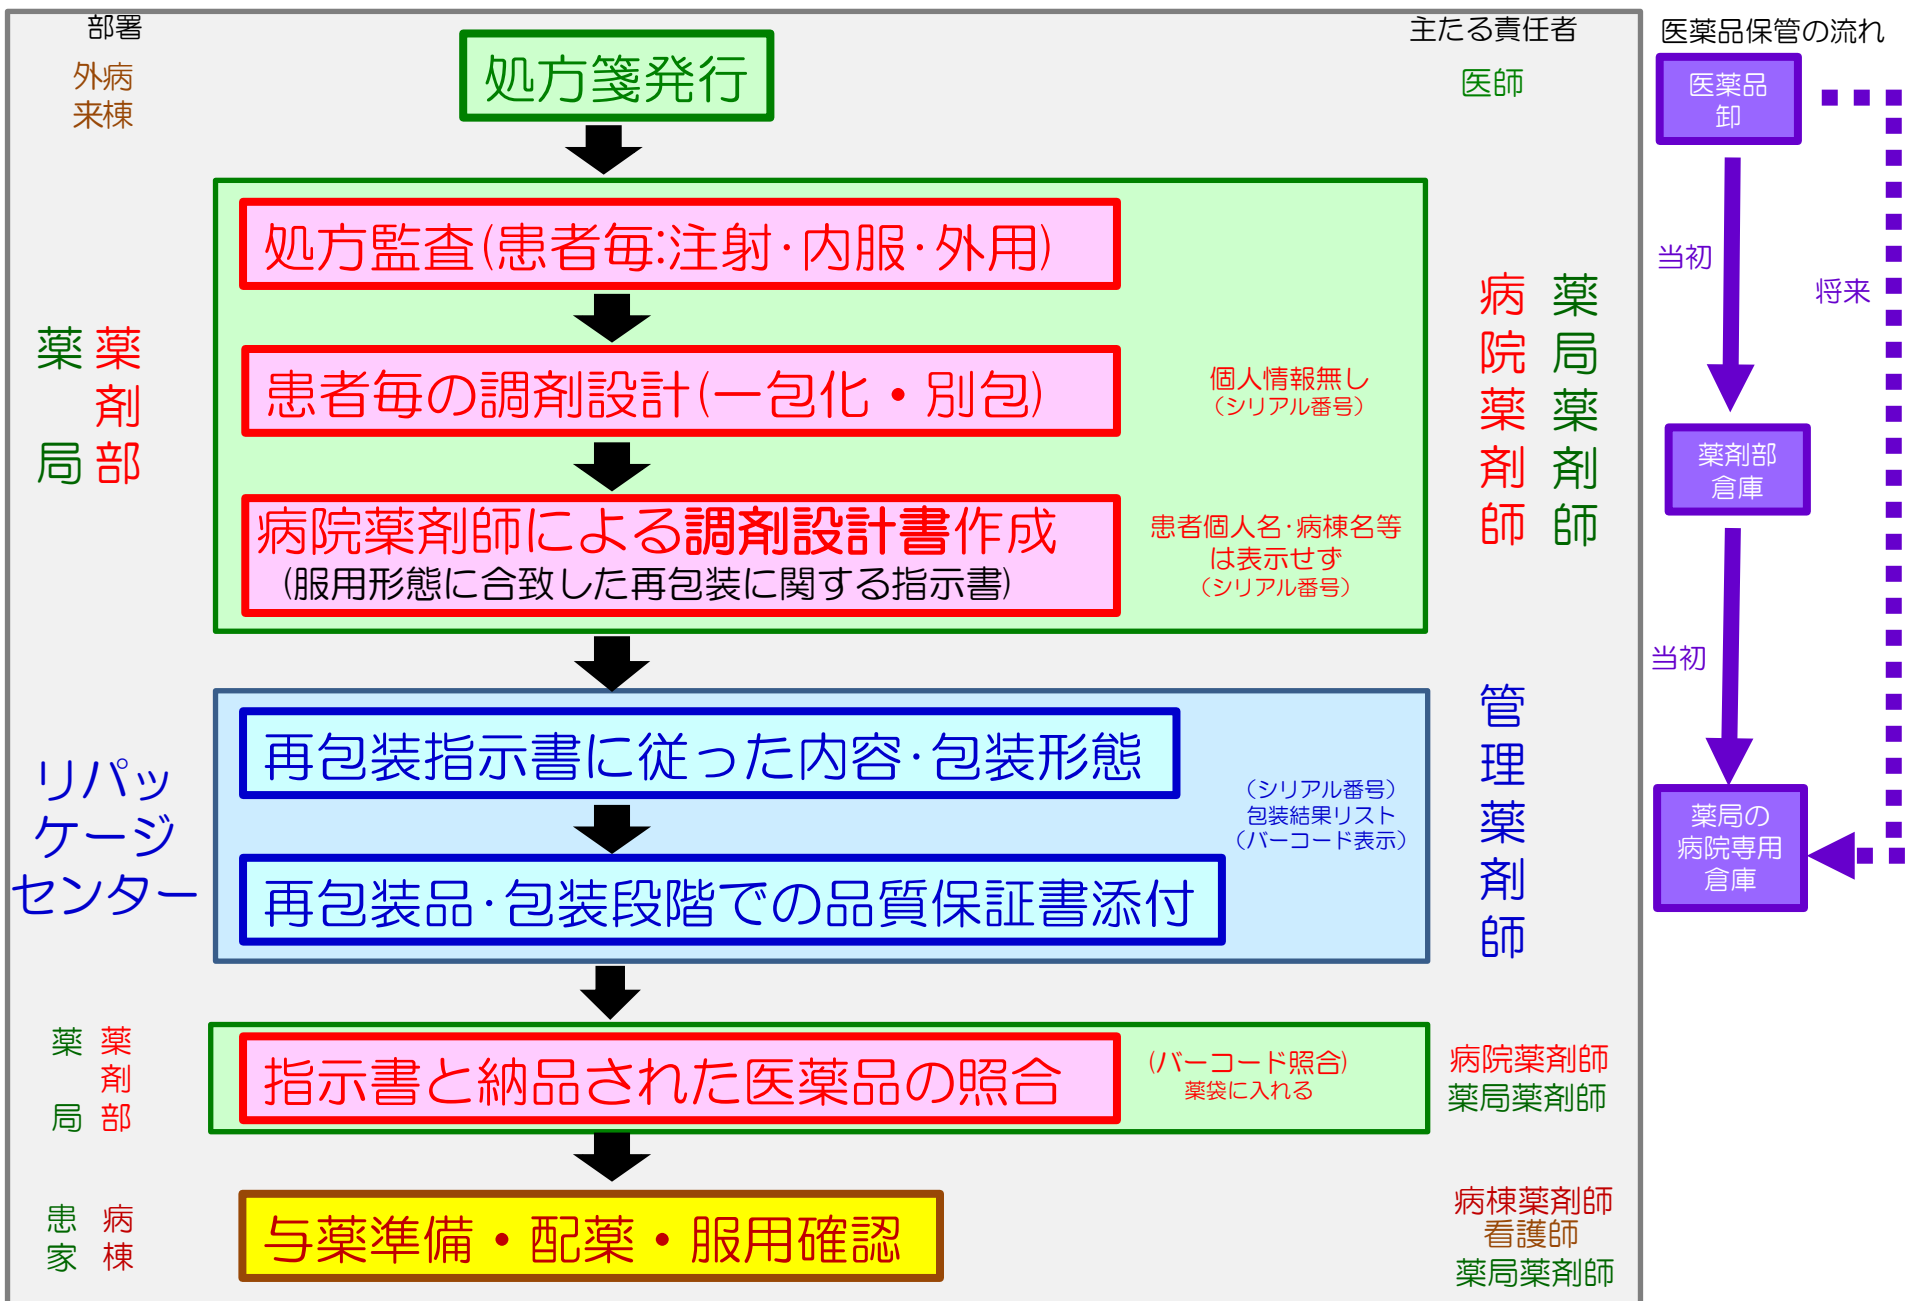 部署
主たる責任者
医薬品保管の流れ
外来
病棟
処方箋発行
医師
医薬品
卸
処方監査(患者毎:注射・内服・外用)
当初
将来
薬局
薬剤部
患者毎の調剤設計(一包化・別包)
個人情報無し
(シリアル番号)
病院薬剤師
薬局薬剤師
薬剤部
倉庫
病院薬剤師による調剤設計書作成
(服用形態に合致した再包装に関する指示書)
患者個人名・病棟名等
は表示せず
(シリアル番号)
当初
リパッ
ケージ
センター
再包装指示書に従った内容・包装形態
(シリアル番号)
包装結果リスト
(バーコード表示)
管理薬剤師
薬局の
病院専用
倉庫
再包装品・包装段階での品質保証書添付
薬局
薬剤部
指示書と納品された医薬品の照合
(バーコード照合)
薬袋に入れる
病院薬剤師
薬局薬剤師
患家
病棟
与薬準備・配薬・服用確認
病棟薬剤師
看護師
薬局薬剤師